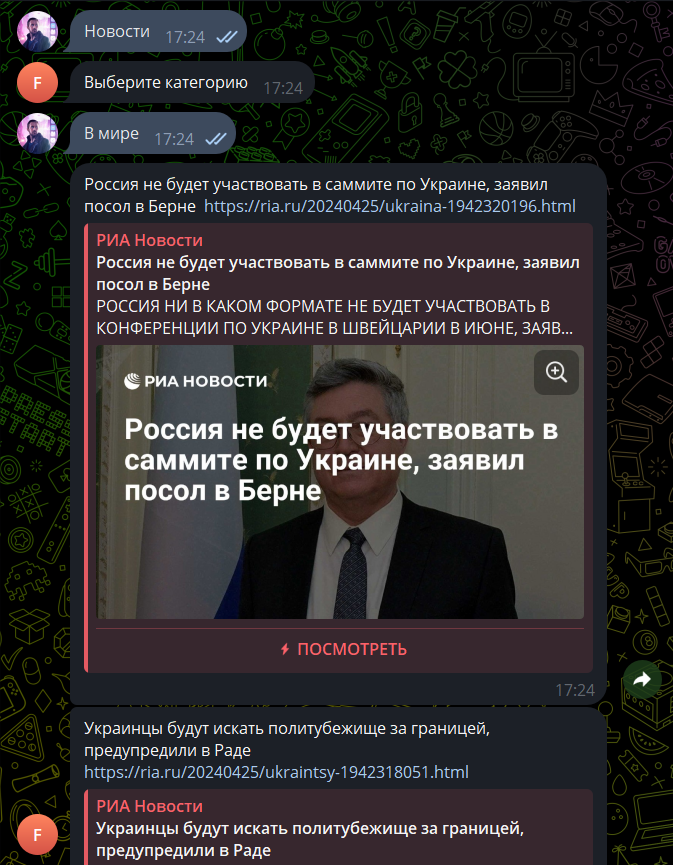 Новости 17:24
F
Выберите категорию 17:24
В мире 17:24
Россия не будет участвовать в саммите по Украине, заявил
посол в Берне https://ria.ru/20240425/ukraina-1942320196.html
РИА Новости
Россия не будет участвовать в саммите по Украине, заявил
посол в Берне
РОССИЯ НИ В КАКОМ ФОРМАТЕ НЕ БУДЕТ УЧАСТВОВАТЬ В
КОНФЕРЕНЦИИ ПО УКРАИНЕ В ШВЕЙЦАРИИ В ИЮНЕ, ЗАЯВ...
РИА НОВОСТИ
Россия не будет участвовать в
саммите по Украине, заявил
посол в Берне
ПОСМОТРЕТЬ
17:24
Украинцы будут искать политубежище за границей,
предупредили в Раде
https://ria.ru/20240425/ukraintsy-1942318051.html
РИА Новости
F
Украинцы будут искать политубежище за границей,
предупредили в Раде